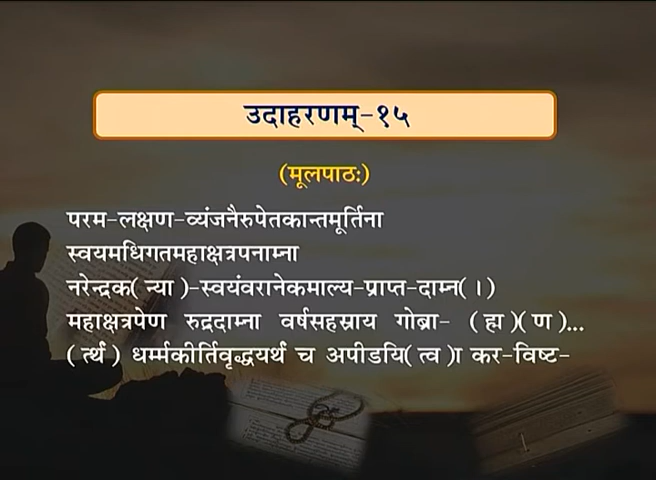 उदाहरणम्-१५
(मूलपाठः)
परम-लक्षण-व्यंजनैरुपेतकान्तमूर्तिना
स्वयमधिगतमहाक्षत्रपनाम्ना
नरेन्द्रक( न्या )-स्वयंवरानेकमाल्य-प्राप्त-दाम्न( ा )
महाक्षत्रपेण रुद्रदाम्ना वर्षसहस्राय गोब्रा- ( ह्म )( ण )...
( र्त्थं ) धर्म्मकीर्तिवृद्धयर्थं च अपीडयि( त्व )ा कर-विष्ट-